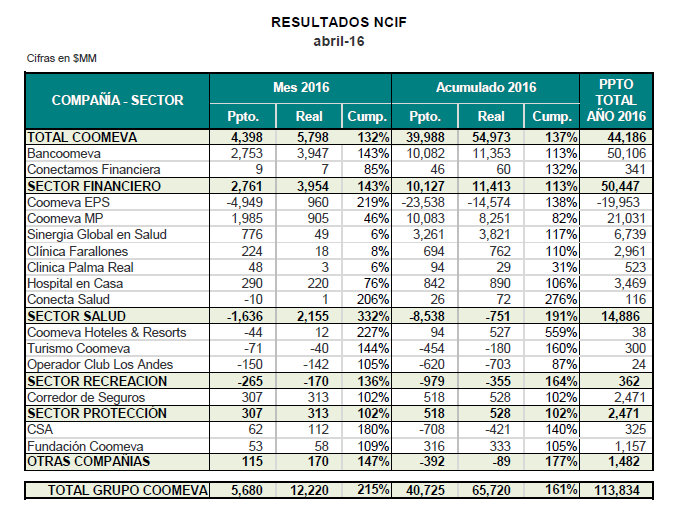 RESULTADOS NCIF
abril-16
Cifras en $MM
COMPAÑÍA - SECTOR Mes 2016 Acumulado 2016 PPTO TOTAL AÑO 2016
Ppto. Real Cump. Ppto. Real Cump.
TOTAL COOMEVA 4,398 5,798 132% 39,988 54,973 137% 44,186
Bancoomeva 2,753 3,947 143% 10,082 11,353 113% 50,106
Conectamos Financiera 9 7 85% 46 60 132% 341
SECTOR FINANCIERO 2,761 3,954 143% 10,127 11,413 113% 50,447
Coomeva EPS -4,949 960 219% -23,538 -14,574 138% -19,953
Coomeva MP 1,985 905 46% 10,083 8,251 82% 21,031
Sinergia Global en Salud 776 49 6% 3,261 3,821 117% 6,739
Clínica Farallones 224 18 8% 694 762 110% 2,961
Clinica Palma Real 48 3 6% 94 29 31% 523
Hospital en Casa 290 220 76% 842 890 106% 3,469
Conecta Salud -10 1 206% 26 72 276% 116
SECTOR SALUD -1,636 2,155 332% -8,538 -751 191% 14,886
Coomeva Hoteles & Resorts -44 12 227% 94 527 559% 38
Turismo Coomeva -71 -40 144% -454 -180 160% 300
Operador Club Los Andes -150 -142 105% -620 -703 87% 24
SECTOR RECREACION -265 -170 136% -979 -355 164% 362
Corredor de Seguros 307 313 102% 518 528 102% 2,471
SECTOR PROTECCIÓN 307 313 102% 518 528 102% 2,471
CSA 62 112 180% -708 -421 140% 325
Fundación Coomeva 53 58 109% 316 333 105% 1,157
OTRAS COMPAÑIAS 115 170 147% -392 -89 177% 1,482
TOTAL GRUPO COOMEVA 5,680 12,220 215% 40,725 65,720 161% 113,834